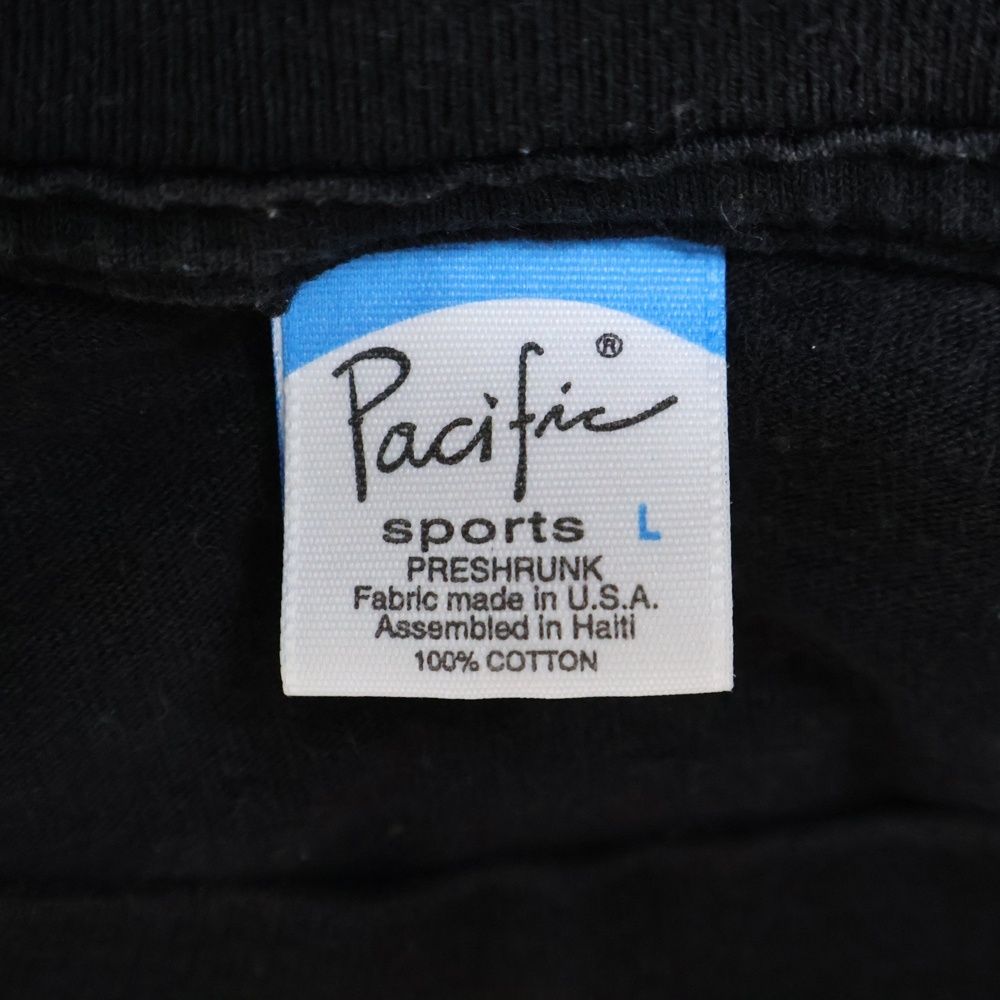 Pacific ®
sports L
PRESHRUNK
Fabric made in U.S.A.
Assembled in Haiti
100% COTTON